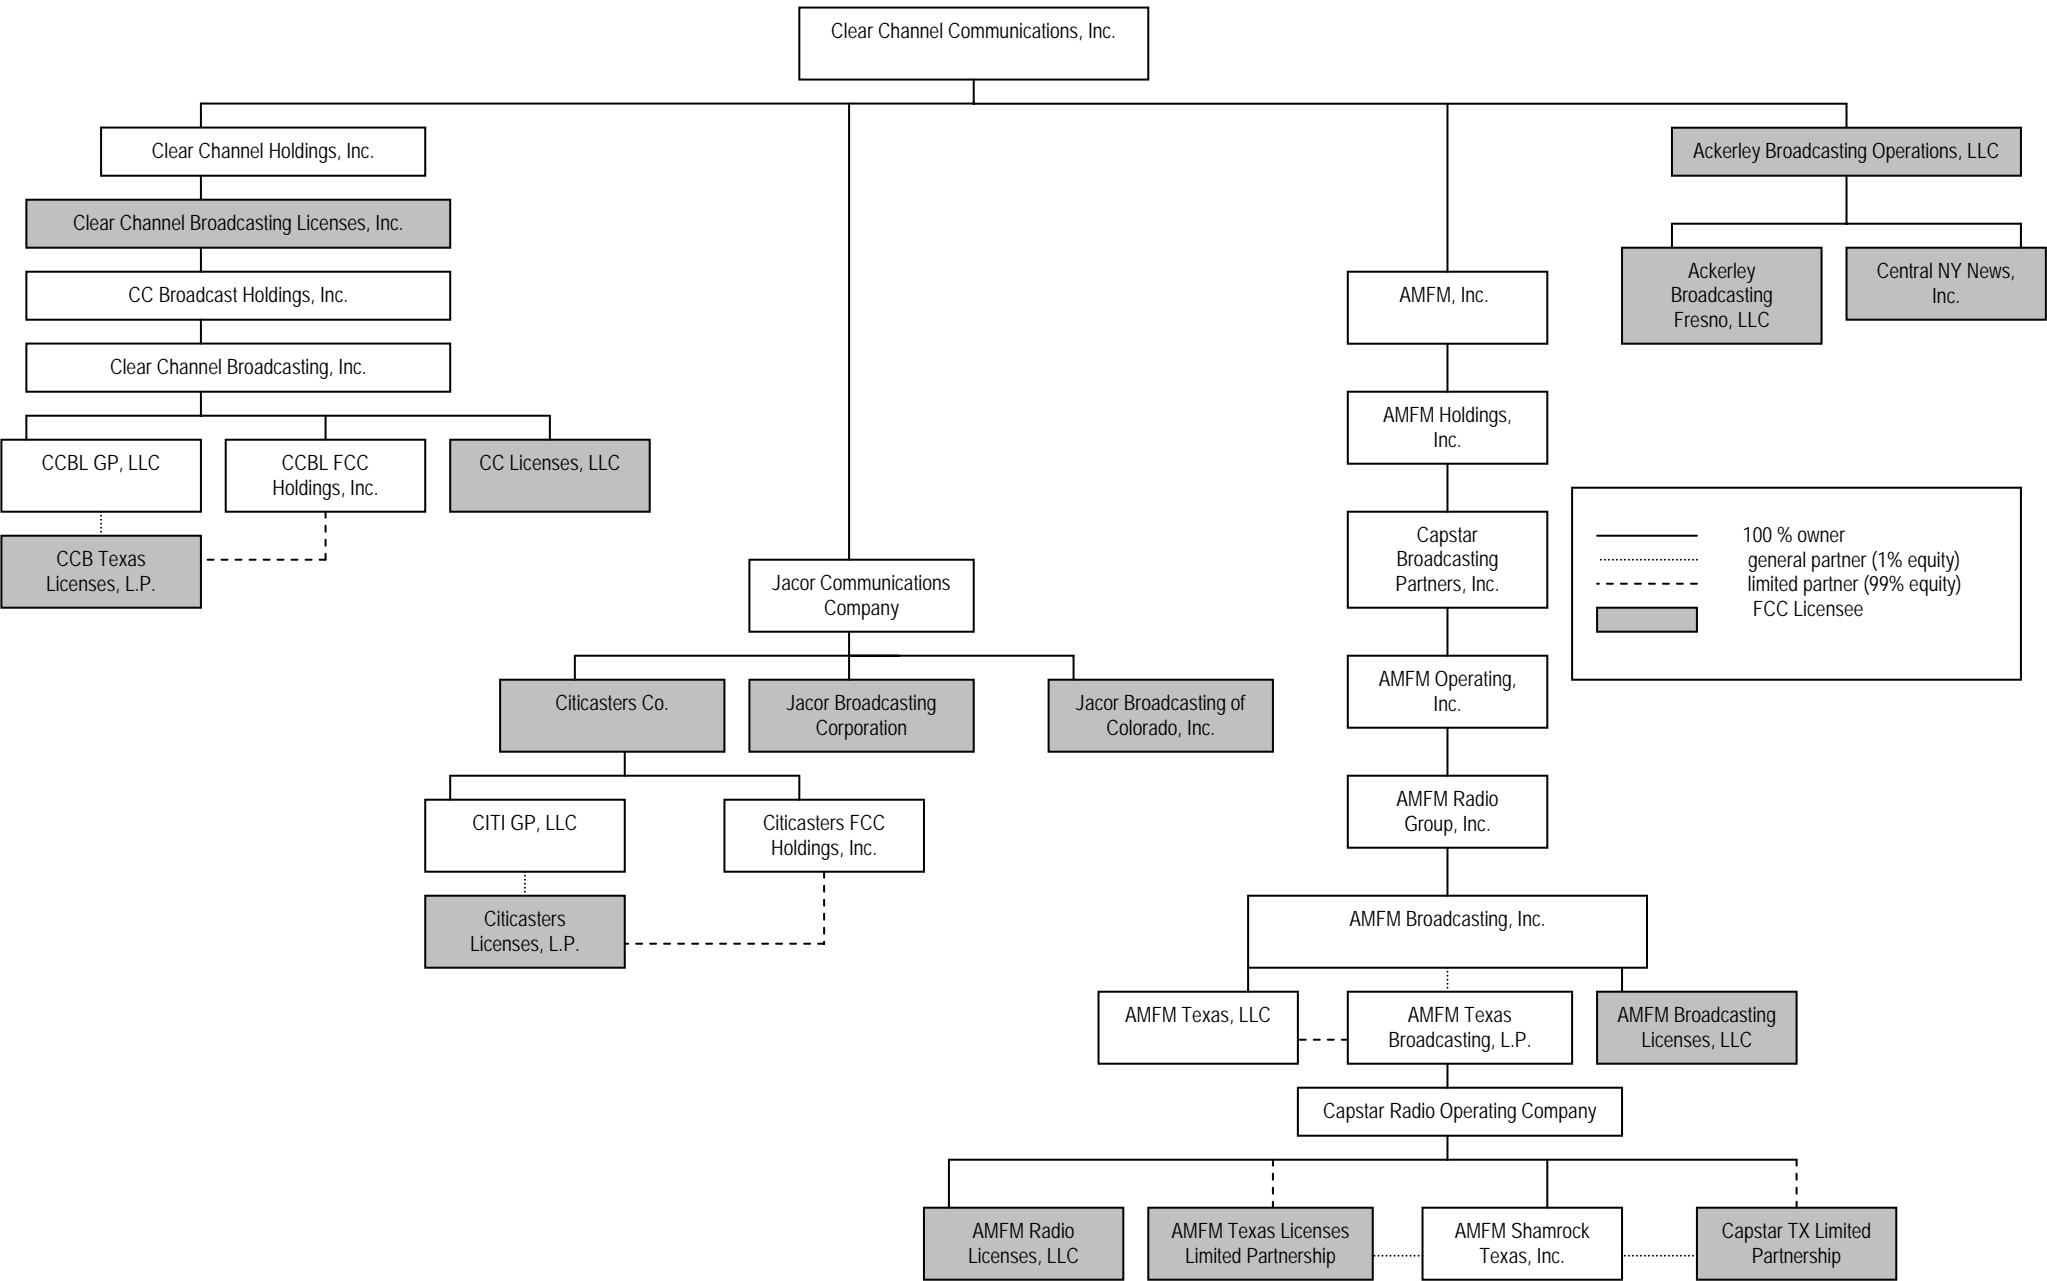 Clear Channel Communications, Inc.
Clear Channel Holdings, Inc.
Ackerley Broadcasting Operations, LLC
Clear Channel Broadcasting Licenses, Inc.
CC Broadcast Holdings, Inc.
AMFM, Inc.
Ackerley
Broadcasting
Fresno, LLC
Central NY News,
Inc.
Clear Channel Broadcasting, Inc.
AMFM Holdings,
Inc.
CCBL GP, LLC
CCBL FCC
Holdings, Inc.
CC Licenses, LLC
CCB Texas
Licenses, L.P.
Capstar
Broadcasting
Partners, Inc.
100 % owner
general partner (1% equity)
limited partner (99% equity)
FCC Licensee
Jacor Communications
Company
Citicasters Co.
Jacor Broadcasting
Corporation
Jacor Broadcasting of
Colorado, Inc.
AMFM Operating,
Inc.
CITI GP, LLC
Citicasters FCC
Holdings, Inc.
AMFM Radio
Group, Inc.
Citicasters
Licenses, L.P.
AMFM Broadcasting, Inc.
AMFM Texas, LLC
AMFM Texas
Broadcasting, L.P.
AMFM Broadcasting
Licenses, LLC
Capstar Radio Operating Company
AMFM Radio
Licenses, LLC
AMFM Texas Licenses
Limited Partnership
AMFM Shamrock
Texas, Inc.
Capstar TX Limited
Partnership